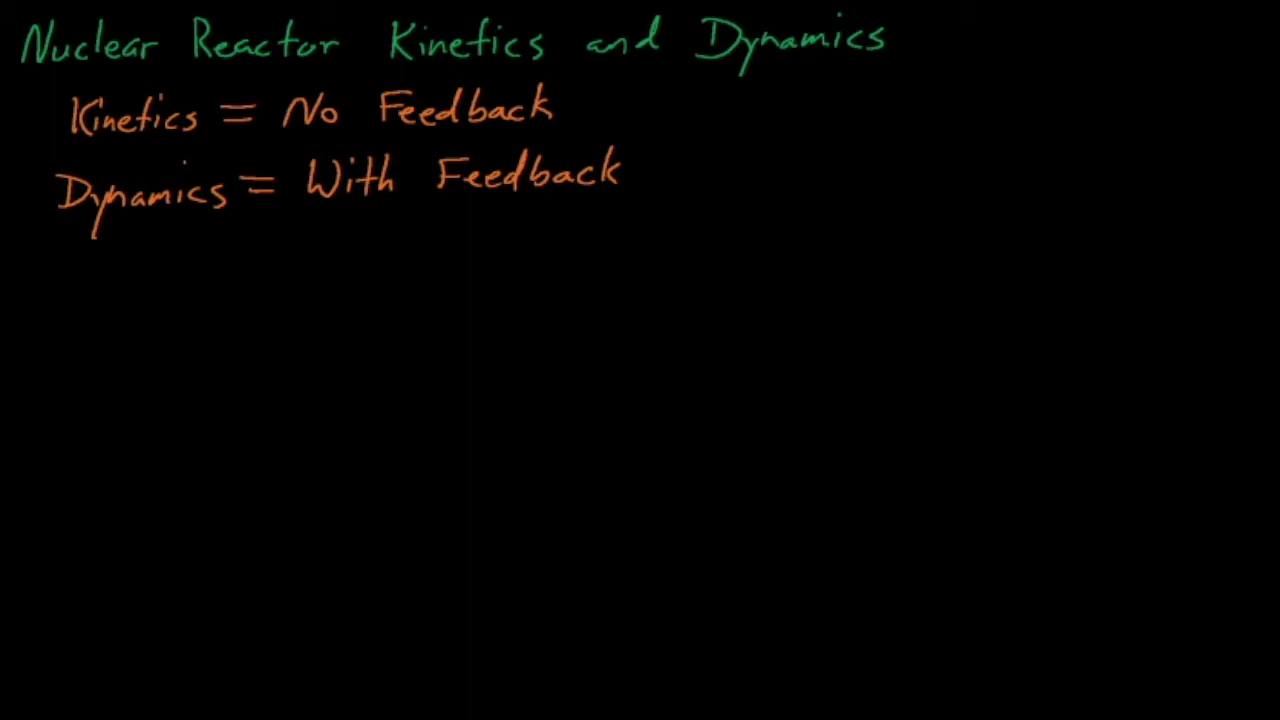 Nuclear Reactor Kinetics and Dynamics
Kinetics = No Feedback
Dynamics = With Feedback